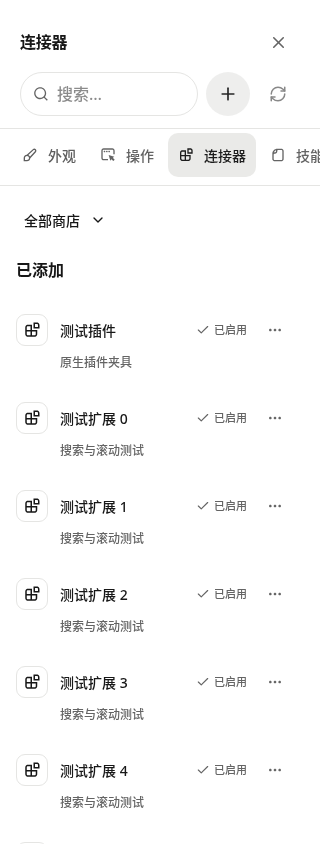 连接器
搜索...
外观 操作 连接器 技能
全部商店
已添加
测试插件 已启用
原生插件夹具
测试扩展 0 已启用
搜索与滚动测试
测试扩展 1 已启用
搜索与滚动测试
测试扩展 2 已启用
搜索与滚动测试
测试扩展 3 已启用
搜索与滚动测试
测试扩展 4 已启用
搜索与滚动测试